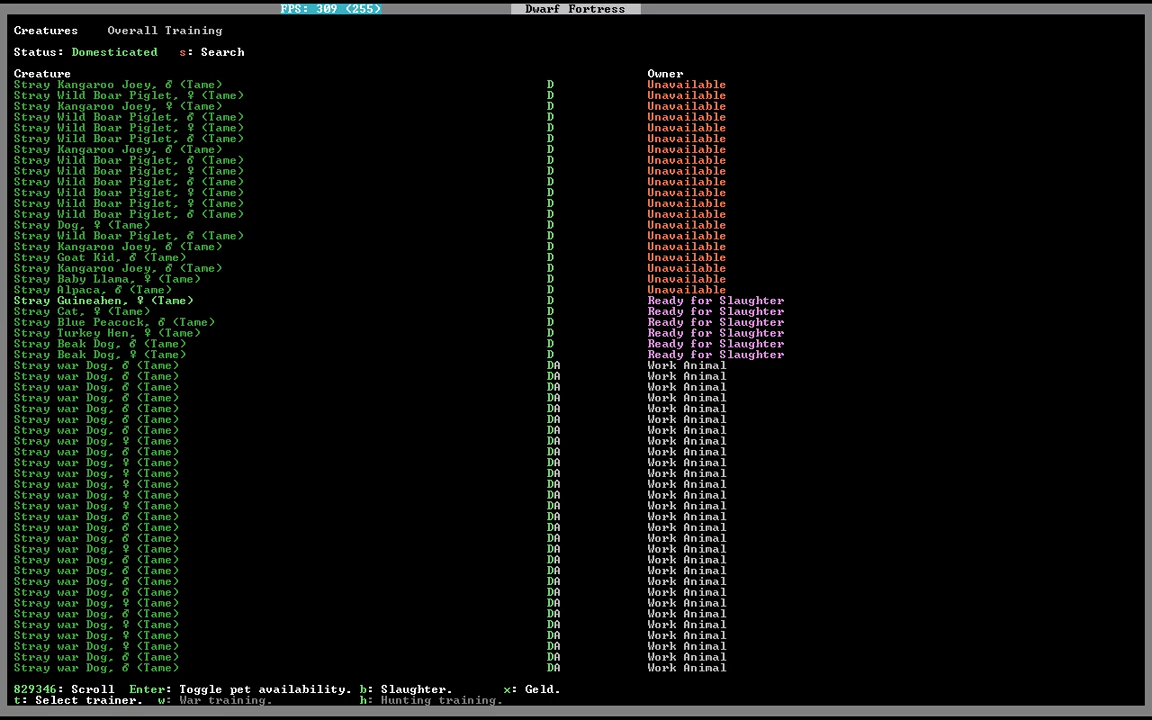 FPS: 309 (255) Dwarf Fortress
Creatures Overall Training
Status: Domesticated s: Search
Creature Owner
Stray Kangaroo Joey, ♂ (Tame) D Unavailable
Stray Wild Boar Piglet, ♀ (Tame) D Unavailable
Stray Kangaroo Joey, ♀ (Tame) D Unavailable
Stray Wild Boar Piglet, ♂ (Tame) D Unavailable
Stray Wild Boar Piglet, ♀ (Tame) D Unavailable
Stray Wild Boar Piglet, ♂ (Tame) D Unavailable
Stray Kangaroo Joey, ♂ (Tame) D Unavailable
Stray Wild Boar Piglet, ♂ (Tame) D Unavailable
Stray Wild Boar Piglet, ♀ (Tame) D Unavailable
Stray Wild Boar Piglet, ♂ (Tame) D Unavailable
Stray Wild Boar Piglet, ♀ (Tame) D Unavailable
Stray Wild Boar Piglet, ♀ (Tame) D Unavailable
Stray Wild Boar Piglet, ♂ (Tame) D Unavailable
Stray Dog, ♀ (Tame) D Unavailable
Stray Wild Boar Piglet, ♂ (Tame) D Unavailable
Stray Kangaroo Joey, ♂ (Tame) D Unavailable
Stray Goat Kid, ♂ (Tame) D Unavailable
Stray Kangaroo Joey, ♂ (Tame) D Unavailable
Stray Baby Llama, ♀ (Tame) D Unavailable
Stray Alpaca, ♂ (Tame) D Unavailable
Stray Guineahen, ♀ (Tame) D Ready for Slaughter
Stray Cat, ♀ (Tame) D Ready for Slaughter
Stray Blue Peacock, ♂ (Tame) D Ready for Slaughter
Stray Turkey Hen, ♀ (Tame) D Ready for Slaughter
Stray Beak Dog, ♂ (Tame) D Ready for Slaughter
Stray Beak Dog, ♀ (Tame) D Ready for Slaughter
Stray war Dog, ♂ (Tame) DA Work Animal
Stray war Dog, ♂ (Tame) DA Work Animal
Stray war Dog, ♂ (Tame) DA Work Animal
Stray war Dog, ♂ (Tame) DA Work Animal
Stray war Dog, ♂ (Tame) DA Work Animal
Stray war Dog, ♂ (Tame) DA Work Animal
Stray war Dog, ♂ (Tame) DA Work Animal
Stray war Dog, ♀ (Tame) DA Work Animal
Stray war Dog, ♂ (Tame) DA Work Animal
Stray war Dog, ♀ (Tame) DA Work Animal
Stray war Dog, ♀ (Tame) DA Work Animal
Stray war Dog, ♀ (Tame) DA Work Animal
Stray war Dog, ♀ (Tame) DA Work Animal
Stray war Dog, ♀ (Tame) DA Work Animal
Stray war Dog, ♂ (Tame) DA Work Animal
Stray war Dog, ♂ (Tame) DA Work Animal
Stray war Dog, ♂ (Tame) DA Work Animal
Stray war Dog, ♀ (Tame) DA Work Animal
Stray war Dog, ♂ (Tame) DA Work Animal
Stray war Dog, ♂ (Tame) DA Work Animal
Stray war Dog, ♂ (Tame) DA Work Animal
Stray war Dog, ♀ (Tame) DA Work Animal
Stray war Dog, ♂ (Tame) DA Work Animal
Stray war Dog, ♀ (Tame) DA Work Animal
Stray war Dog, ♀ (Tame) DA Work Animal
Stray war Dog, ♀ (Tame) DA Work Animal
Stray war Dog, ♂ (Tame) DA Work Animal
Stray war Dog, ♂ (Tame) DA Work Animal
829346: Scroll Enter: Toggle pet availability. b: Slaughter. x: Geld.
t: Select trainer. w: War training. h: Hunting training.